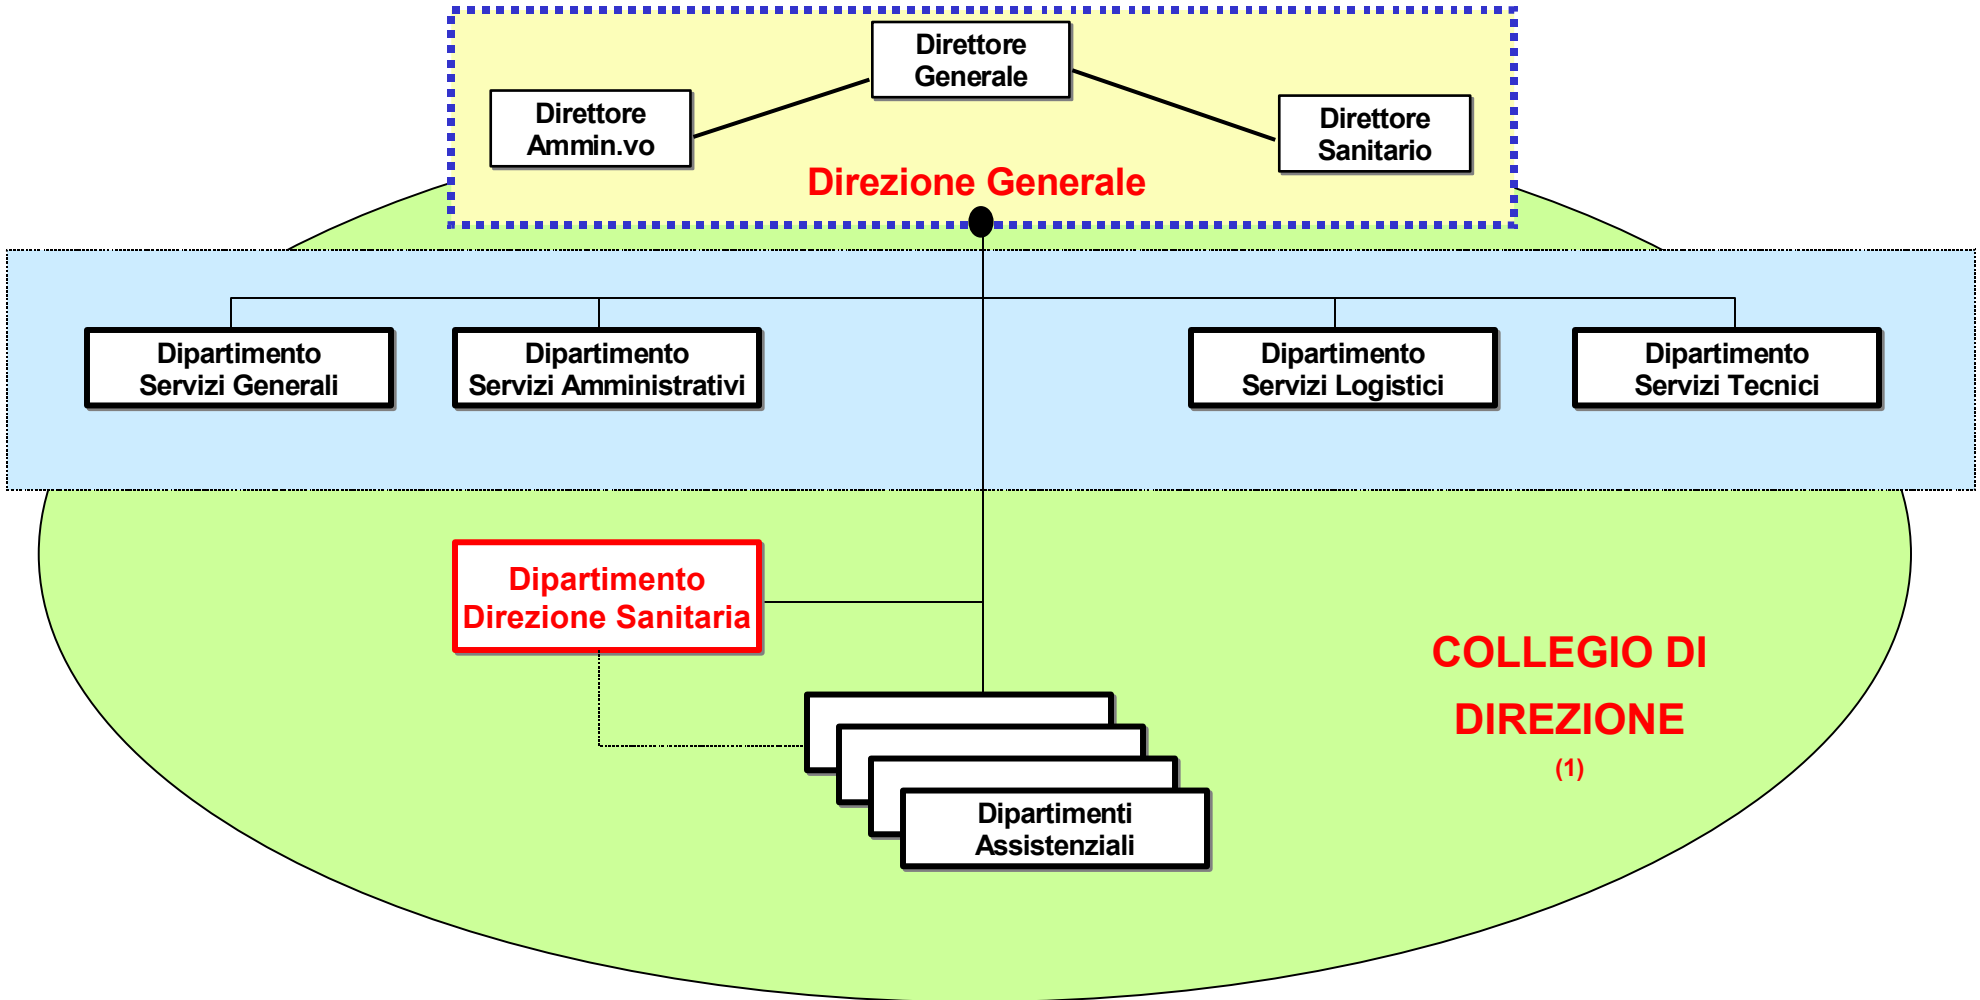 Direttore
Generale
Direttore
Ammin.vo
Direttore
Sanitario
Direzione Generale
Dipartimento
Servizi Generali
Dipartimento
Servizi Amministrativi
Dipartimento
Servizi Logistici
Dipartimento
Servizi Tecnici
Dipartimento
Direzione Sanitaria
COLLEGIO DI
DIREZIONE
(1)
Dipartimenti
Assistenziali